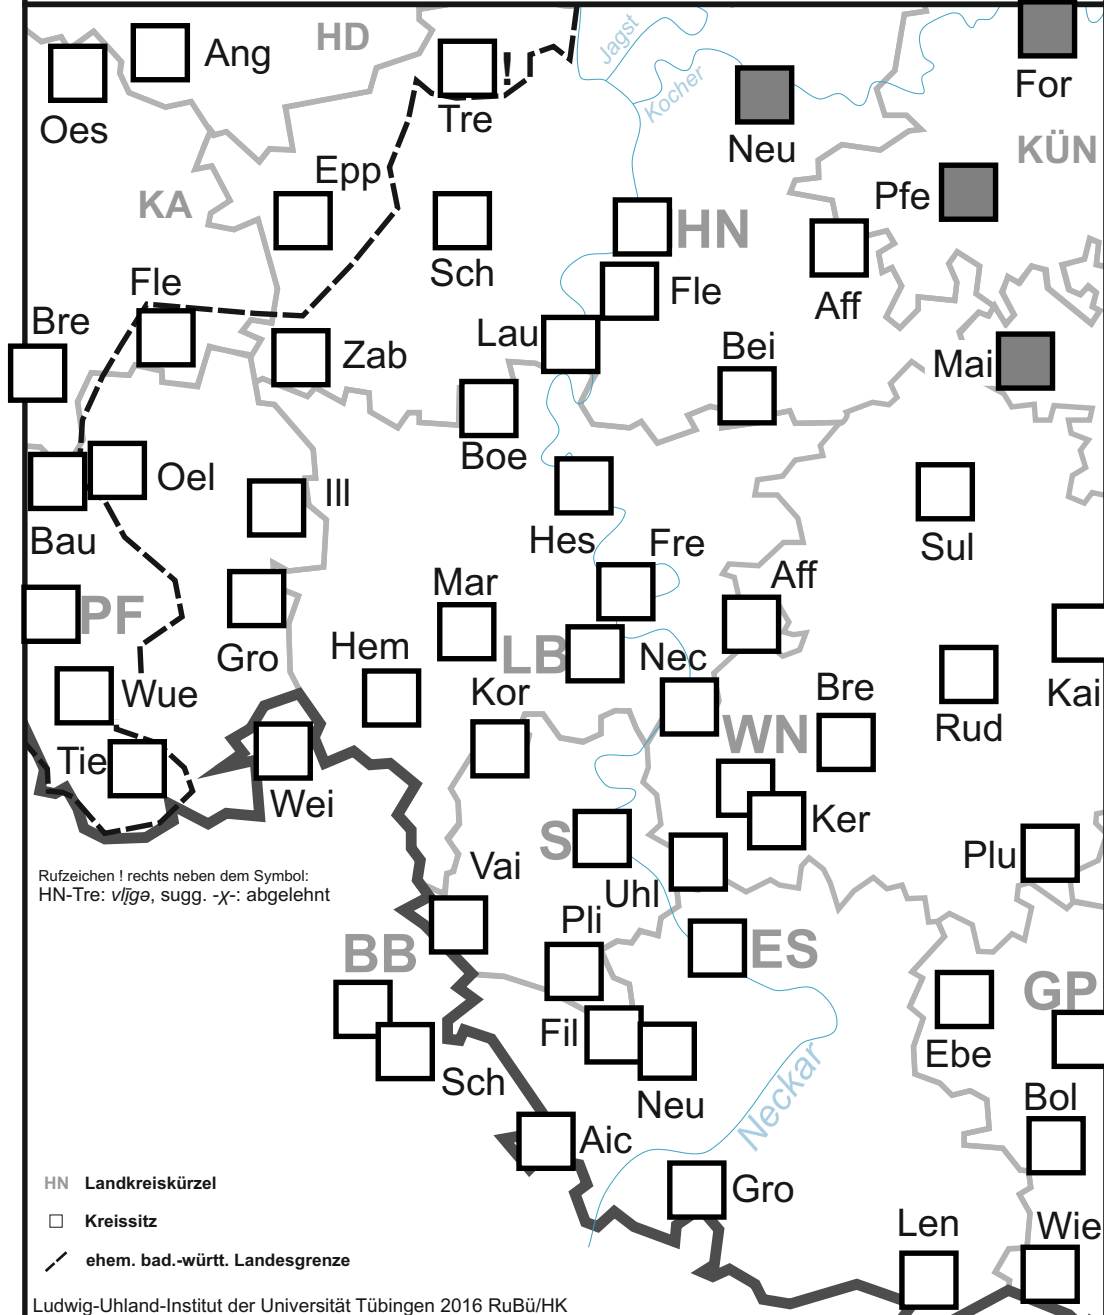 HD
Ang
Oes
Tre
!
Jagst
Kocher
Neu
For
KÜN
Epp
KA
Sch
HN
Pfe
Aff
Fle
Fle
Bre
Lau
Zab
Bei
Mai
Boe
Oel
Ill
Bau
Hes
Sul
Fre
Mar
Aff
PF
Gro
Hem
LB
Nec
Wue
Kor
Bre
Rud
Kai
WN
Tie
Wei
S
Ker
Vai
Uhl
Plu
Rufzeichen ! rechts neben dem Symbol:
HN-Tre: vlīgə, sugg. -χ-: abgelehnt
Pli
BB
ES
GP
Fil
Ebe
Sch
Neu
Neckar
Bol
Aic
HN Landkreiskürzel
Gro
Kreissitz
Len
Wie
ehem. bad.-württ. Landesgrenze
Ludwig-Uhland-Institut der Universität Tübingen 2016 RuBü/HK